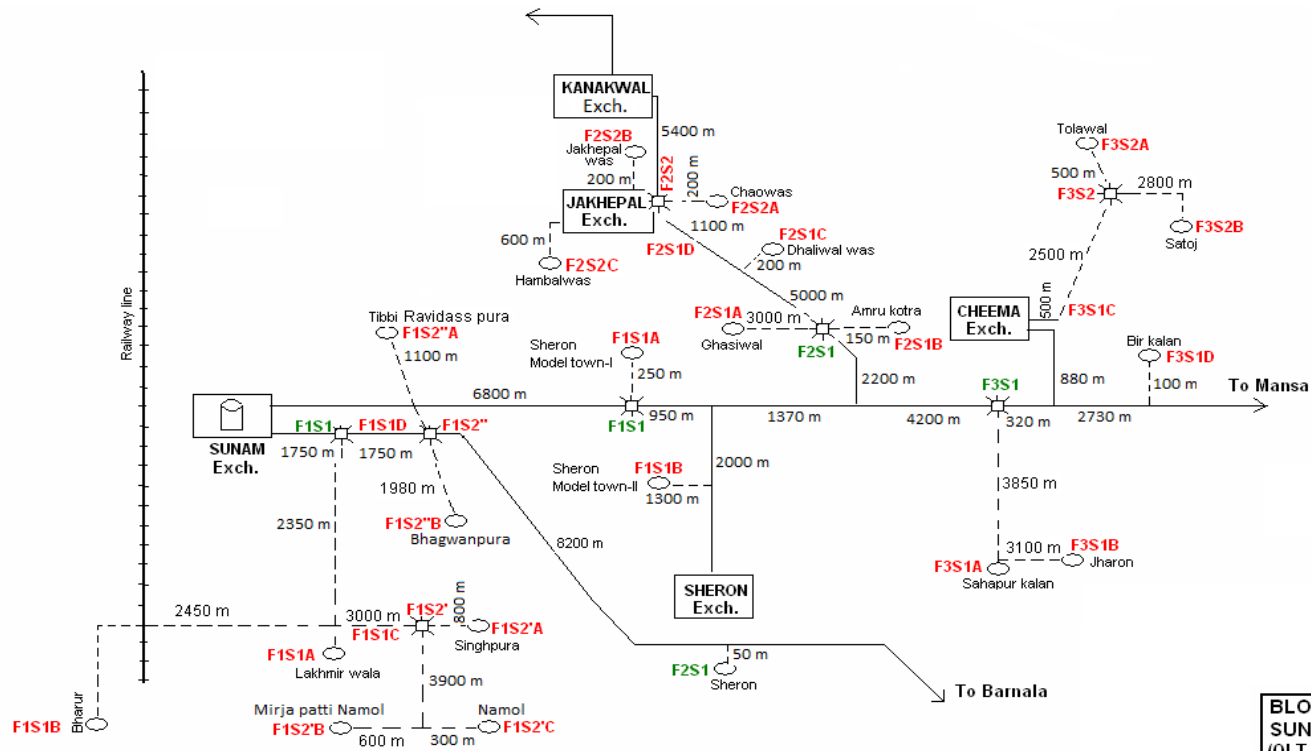 KANAKWAL
Exch.
5400 m
F2S2B
Jakhepal
was
200 m
F2S2
200 m
Chaowas
F2S2A
JAKHEPAL
Exch.
1100 m
F2S1D
600 m
F2S2C
Hambalwas
F2S1C
Dhaliwal was
200 m
5000 m
Tolawal
F3S2A
500 m
2800 m
F3S2
F3S2B
Satoj
2500 m
500 m
CHEEMA
Exch.
F3S1C
Railway line
Tibbi Ravidass pura
F1S2"A
1100 m
F2S1A
3000 m
Ghasiwal
Amru kotra
150 m
F2S1B
F2S1
Sheron
Model town-I
F1S1A
250 m
Bir kalan
F3S1D
2200 m
F3S1
880 m
100 m
To Mansa
6800 m
950 m
1370 m
4200 m
320 m
2730 m
F1S1
SUNAM
Exch.
F1S1
F1S1D
F1S2"
1750 m
1750 m
Sheron
Model town-II
F1S1B
1300 m
2000 m
1980 m
F1S2"B
Bhagwanpura
2350 m
8200 m
3850 m
3100 m
F3S1B
Jharon
F3S1A
Sahapur kalan
SHERON
Exch.
2450 m
3000 m
F1S2'
800 m
F1S1C
F1S2'A
Singhpura
F1S1A
Lakhmir wala
50 m
F2S1
Sheron
3900 m
To Barnala
Bharur
F1S1B
Mirja patti Namol
F1S2'B
600 m
300 m
Namol
F1S2'C
BLO
SUN
(OLT